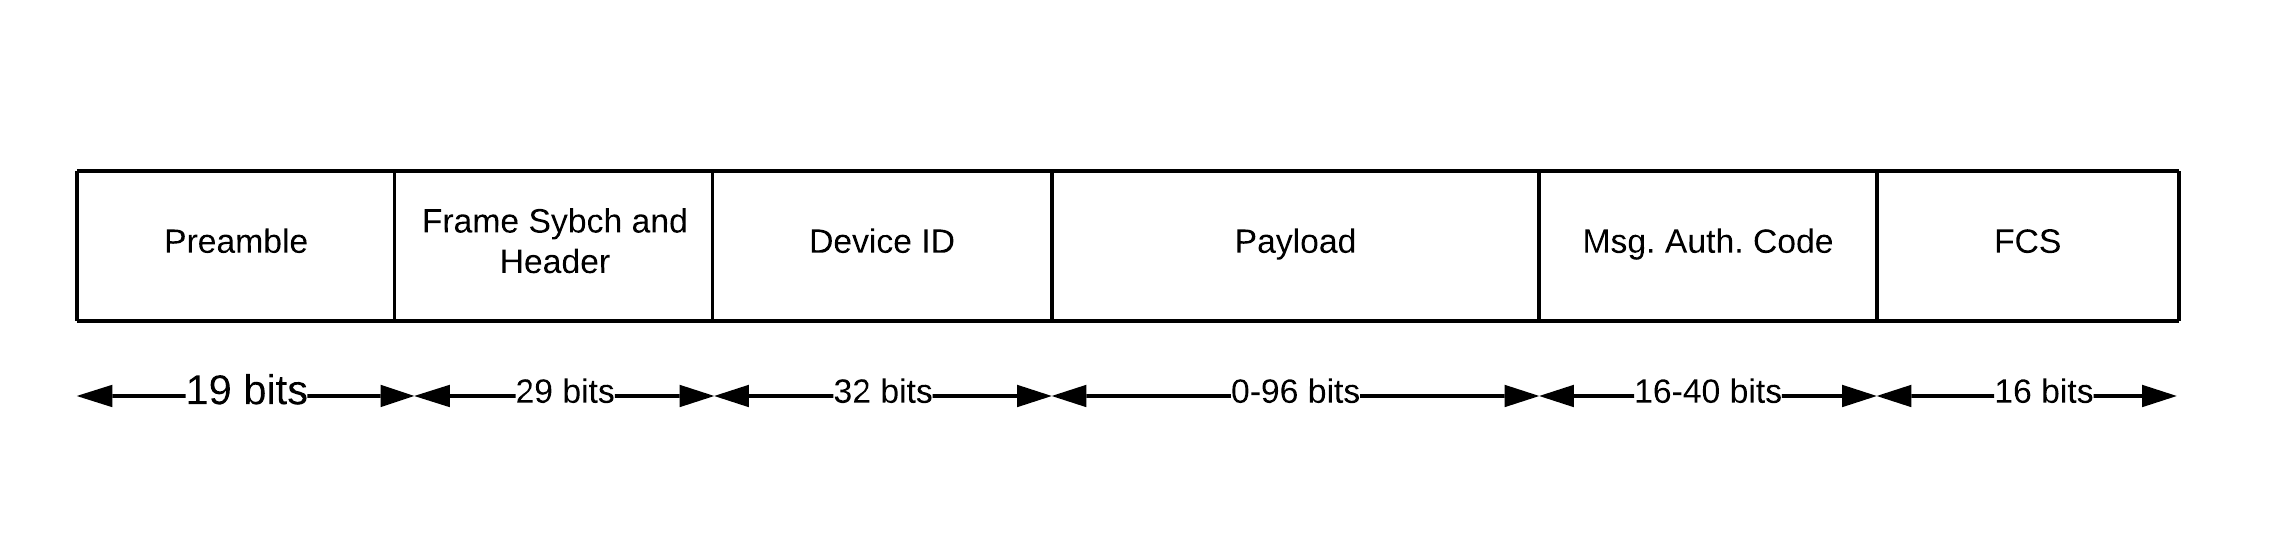 Preamble
Frame Sybch and
Header
Device ID
Payload
Msg. Auth. Code
FCS
19 bits
29 bits
32 bits
0-96 bits
16-40 bits
16 bits